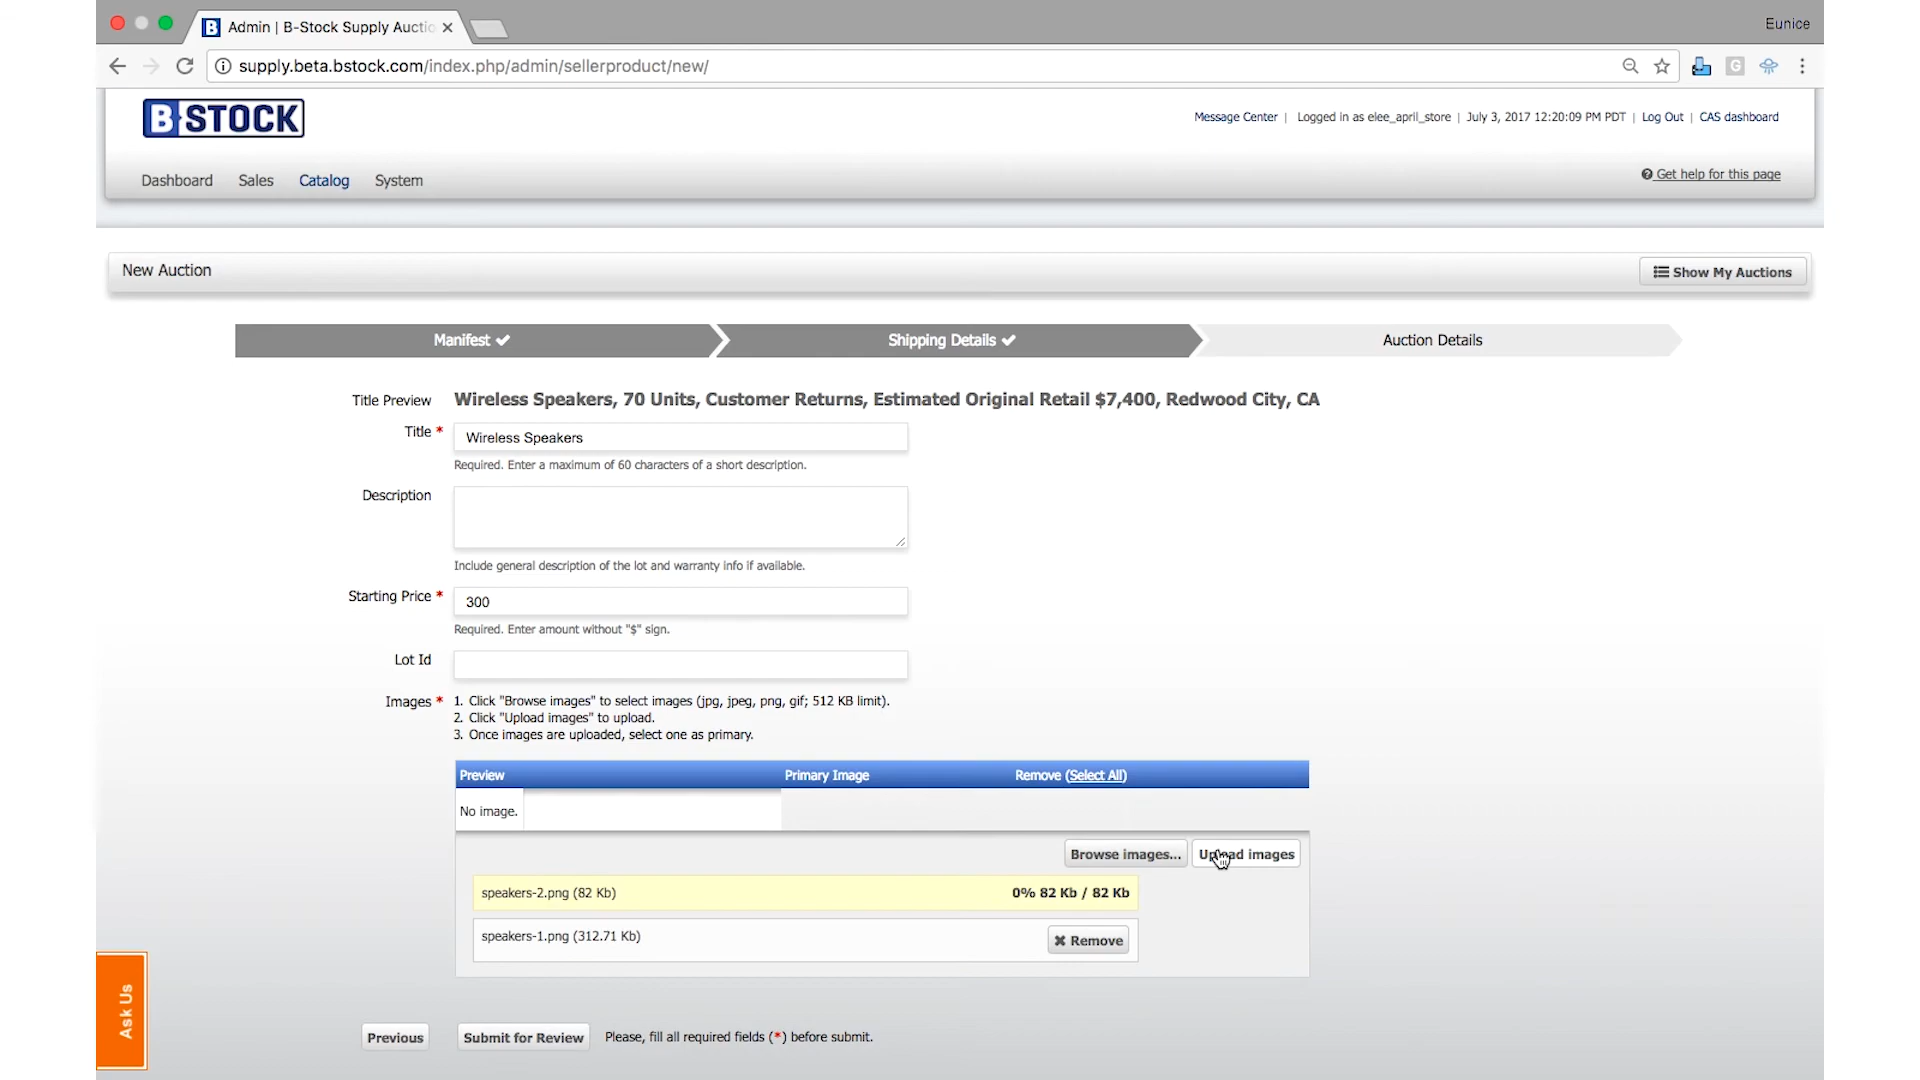 Admin | B-Stock Supply Auctio
Eunice
supply.beta.bstock.com/index.php/admin/sellerproduct/new/
G
B-STOCK
Message Center | Logged in as elee_april_store | July 3, 2017 12:20:09 PM PDT | Log Out | CAS dashboard
Dashboard Sales Catalog System
Get help for this page
New Auction
Show My Auctions
Manifest Shipping Details Auction Details
Title Preview Wireless Speakers, 70 Units, Customer Returns, Estimated Original Retail $7,400, Redwood City, CA
Title * Wireless Speakers
Required. Enter a maximum of 60 characters of a short description.
Description
Include general description of the lot and warranty info if available.
Starting Price * 300
Required. Enter amount without "$" sign.
Lot Id
Images * 1. Click "Browse images" to select images (jpg, jpeg, png, gif; 512 KB limit).
2. Click "Upload images" to upload.
3. Once images are uploaded, select one as primary.
Preview Primary Image Remove (Select All)
No image.
Browse images... Upload images
speakers-2.png (82 Kb) 0% 82 Kb / 82 Kb
speakers-1.png (312.71 Kb) Remove
Ask Us
Previous Submit for Review Please, fill all required fields (*) before submit.